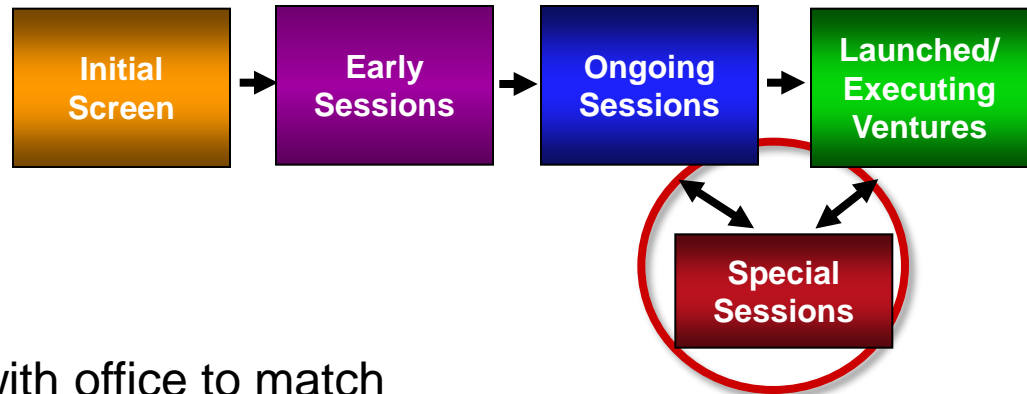 Initial
Screen
Early
Sessions
Ongoing
Sessions
Launched/
Executing
Ventures
Special
Sessions
with office to match